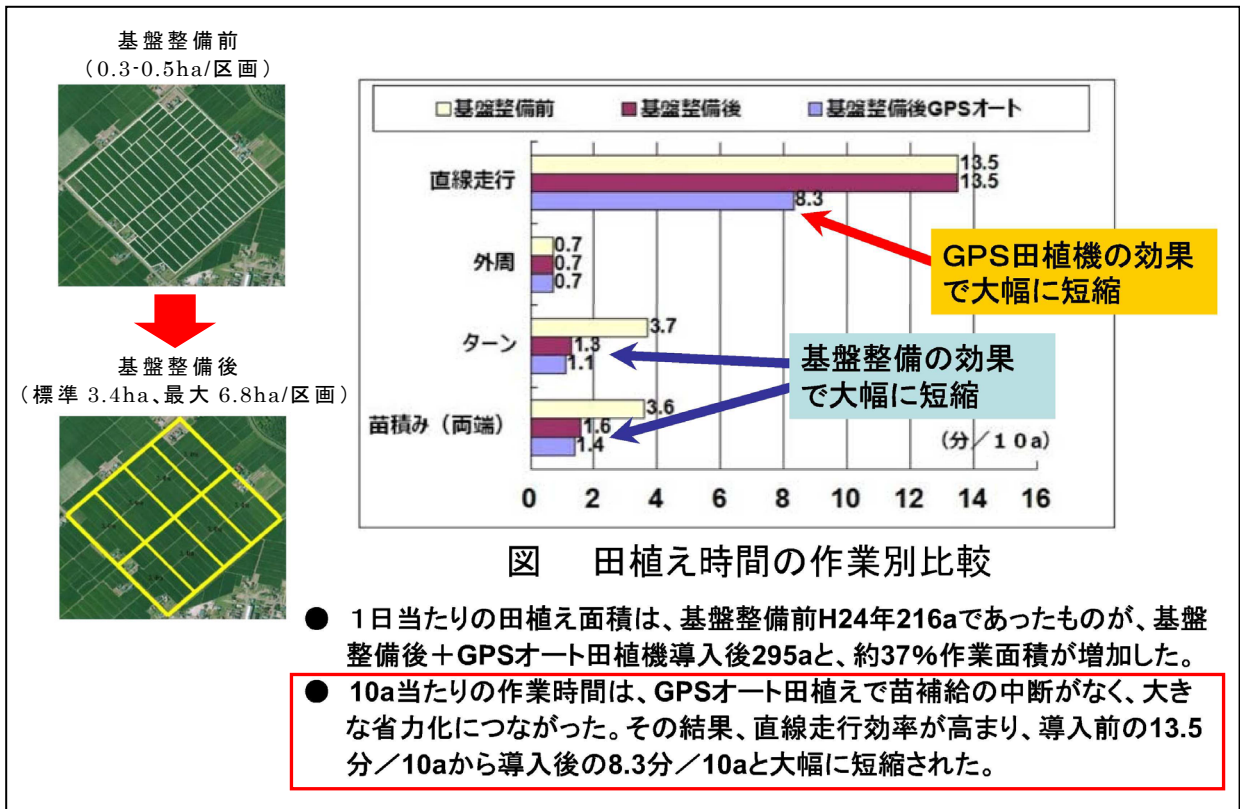 基盤整備前
（0.3-0.5ha/区画）
基盤整備後
（標準 3.4ha、最大 6.8ha/区画）
基盤整備前 基盤整備後 基盤整備後GPSオート
直線走行
13.5
13.5
8.3
外周
0.7
0.7
0.7
ターン
3.7
1.3
1.1
苗積み（両端）
3.6
1.6
1.4
GPS田植機の効果
で大幅に短縮
基盤整備の効果
で大幅に短縮
（分／１０a）
0 2 4 6 8 10 12 14 16
図　田植え時間の作業別比較
● １日当たりの田植え面積は、基盤整備前H24年216aであったものが、基盤
整備後＋GPSオート田植機導入後295aと、約37%作業面積が増加した。
● 10a当たりの作業時間は、GPSオート田植えで苗補給の中断がなく、大き
な省力化につながった。その結果、直線走行効率が高まり、導入前の13.5
分／10aから導入後の8.3分／10aと大幅に短縮された。